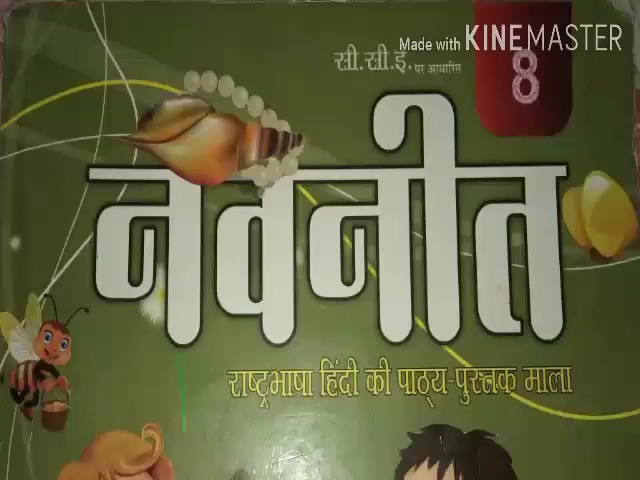 Made with KINEMASTER
सी.सी.इ. पर आधारित
8
नवनीत
राष्ट्रभाषा हिंदी की पाठ्य-पुस्तक माला